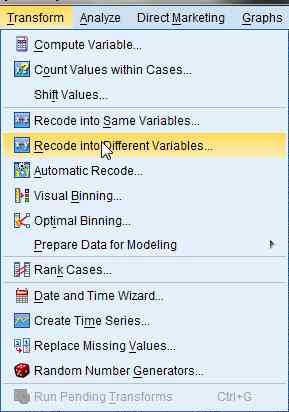 Transform Analyze Direct Marketing Graphs
Compute Variable...
Count Values within Cases...
Shift Values...
Recode into Same Variables...
Recode into Different Variables...
Automatic Recode...
Visual Binning...
Optimal Binning...
Prepare Data for Modeling
Rank Cases...
Date and Time Wizard...
Create Time Series...
Replace Missing Values...
Random Number Generators...
Run Pending Transforms Ctrl+G